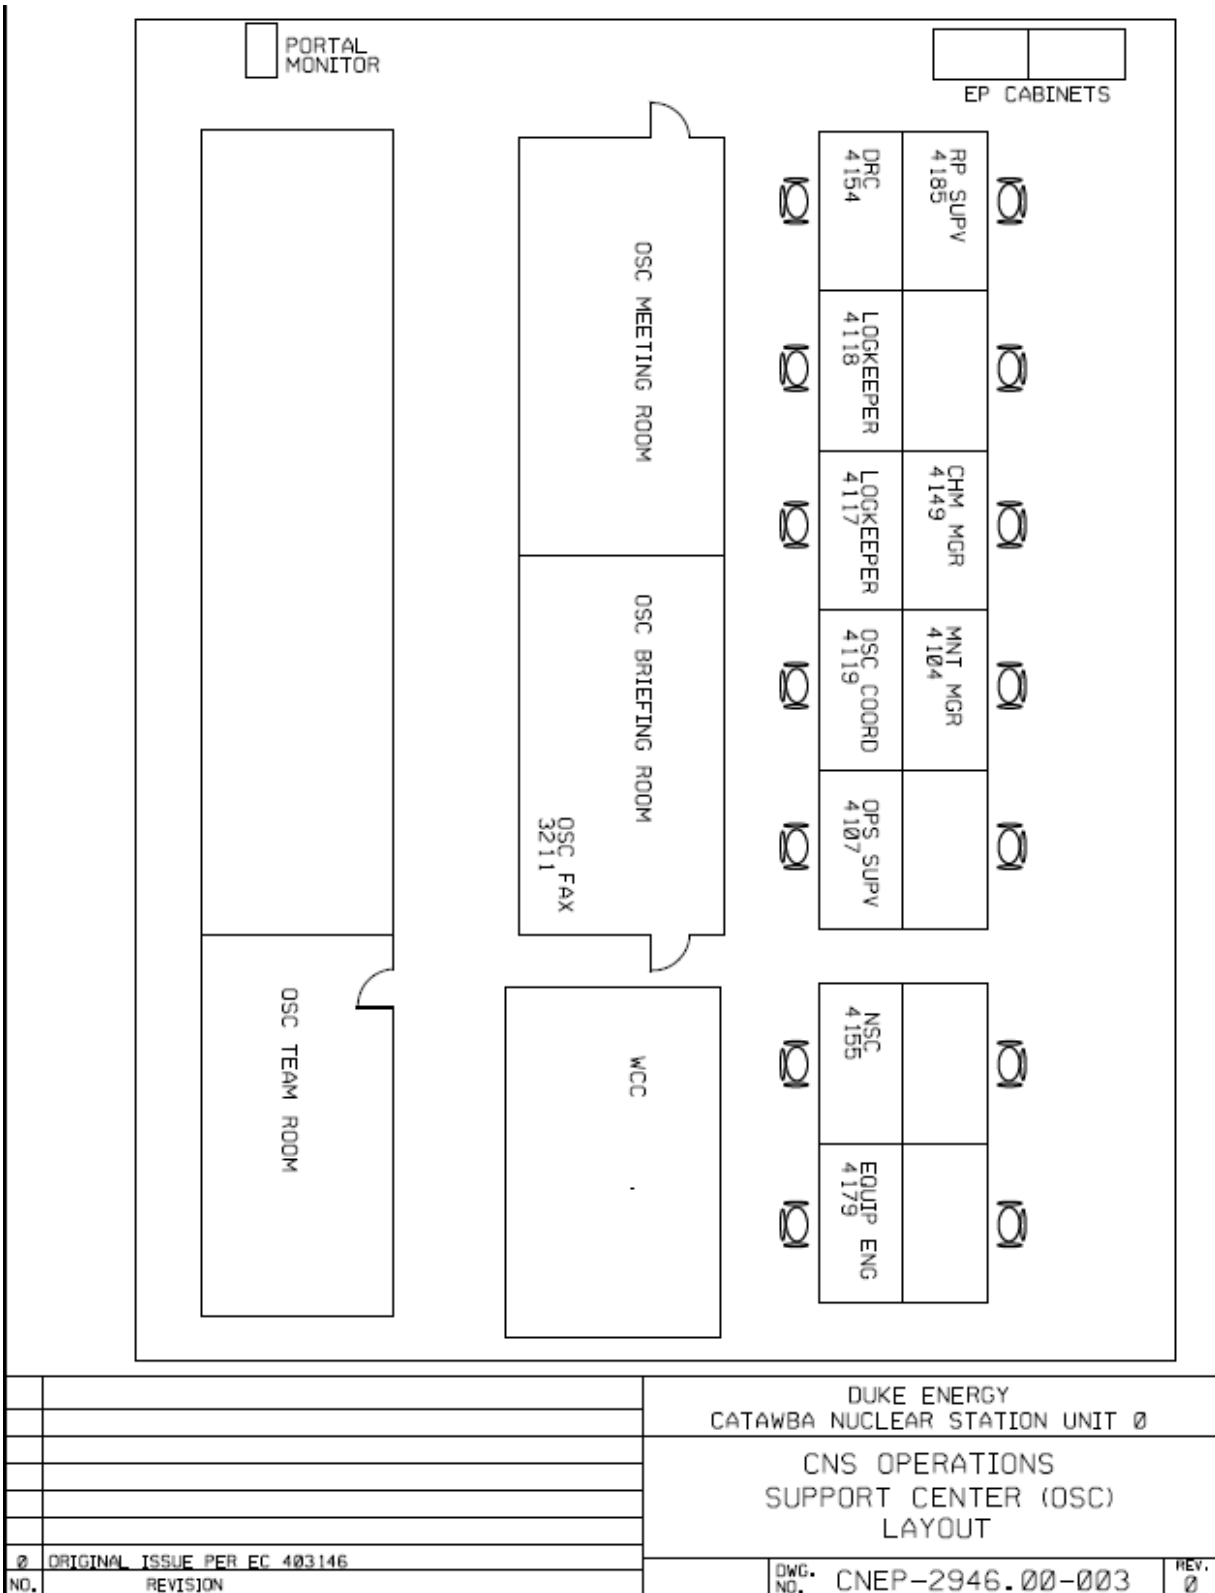 PORTAL
MONITOR
EP CABINETS
DRC
4154
RP SUPV
4185
LOGKEEPER
4118
LOGKEEPER
4117
CHM MGR
4149
OSC COORD
4119
MNT MGR
4104
OPS SUPV
4107
OSC MEETING ROOM
OSC BRIEFING ROOM
OSC FAX
3211
NSC
4155
EQUIP ENG
4179
WCC
OSC TEAM ROOM
DUKE ENERGY
CATAWBA NUCLEAR STATION UNIT 0
CNS OPERATIONS
SUPPORT CENTER (OSC)
LAYOUT
0 ORIGINAL ISSUE PER EC 403146
NO. REVISION
DWG.
NO. CNEP-2946.00-003
REV.
0